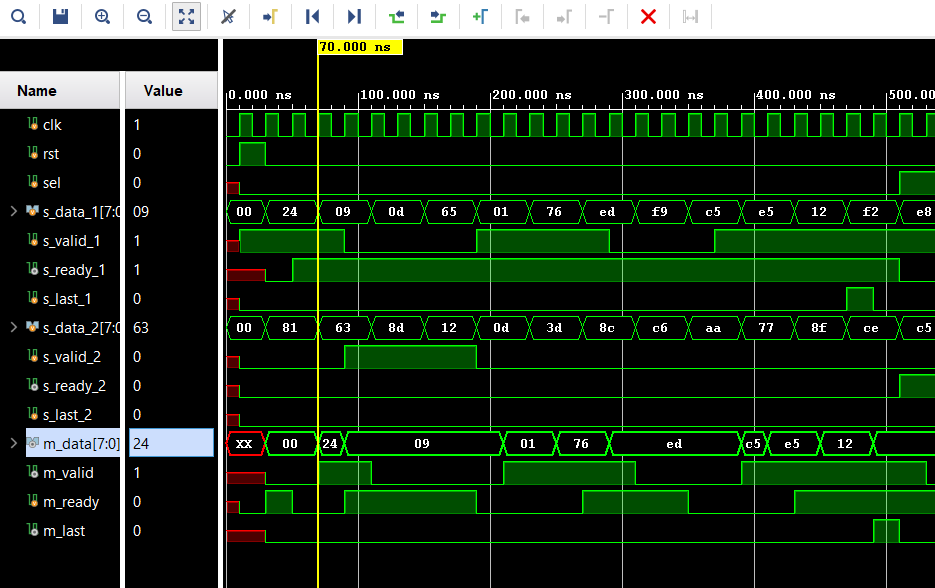 70.000 ns
0.000 ns 100.000 ns 200.000 ns 300.000 ns 400.000 ns 500.00
Name Value
clk 1
rst 0
sel 0
s_data_1[7:0 09 00 24 09 0d 65 01 76 ed f9 c5 e5 12 f2 e8
s_valid_1 1
s_ready_1 1
s_last_1 0
s_data_2[7:0 63 00 81 63 8d 12 0d 3d 8c c6 aa 77 8f ce c5
s_valid_2 0
s_ready_2 0
s_last_2 0
m_data[7:0] 24 xx 00 24 09 01 76 ed c5 e5 12
m_valid 1
m_ready 0
m_last 0